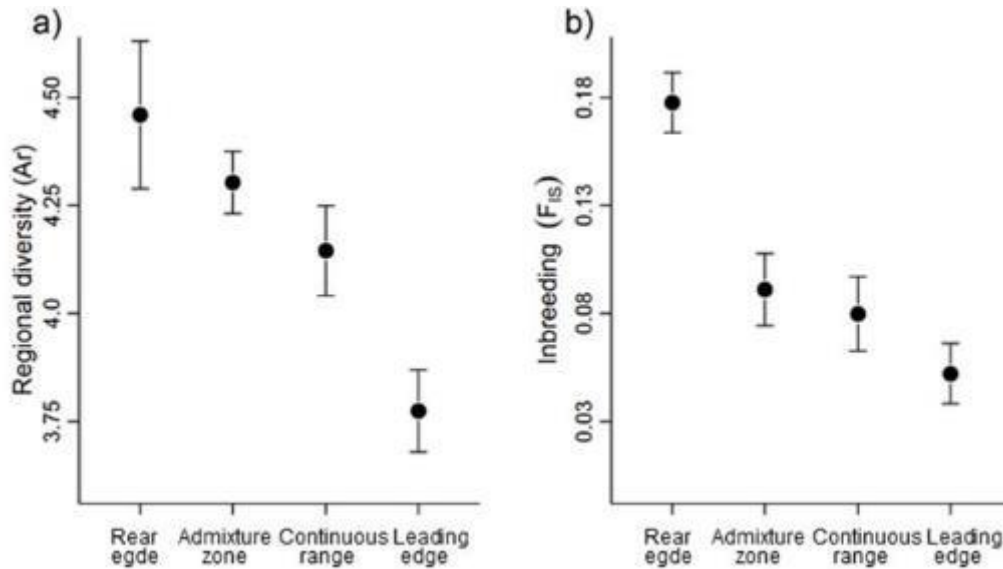 a)
Regional diversity (Ar)
4.50
4.25
4.0
3.75
Rear
egde
Admixture
zone
Continuous
range
Leading
edge
b)
Inbreeding (FIS)
0.18
0.13
0.08
0.03
Rear
egde
Admixture
zone
Continuous
range
Leading
edge